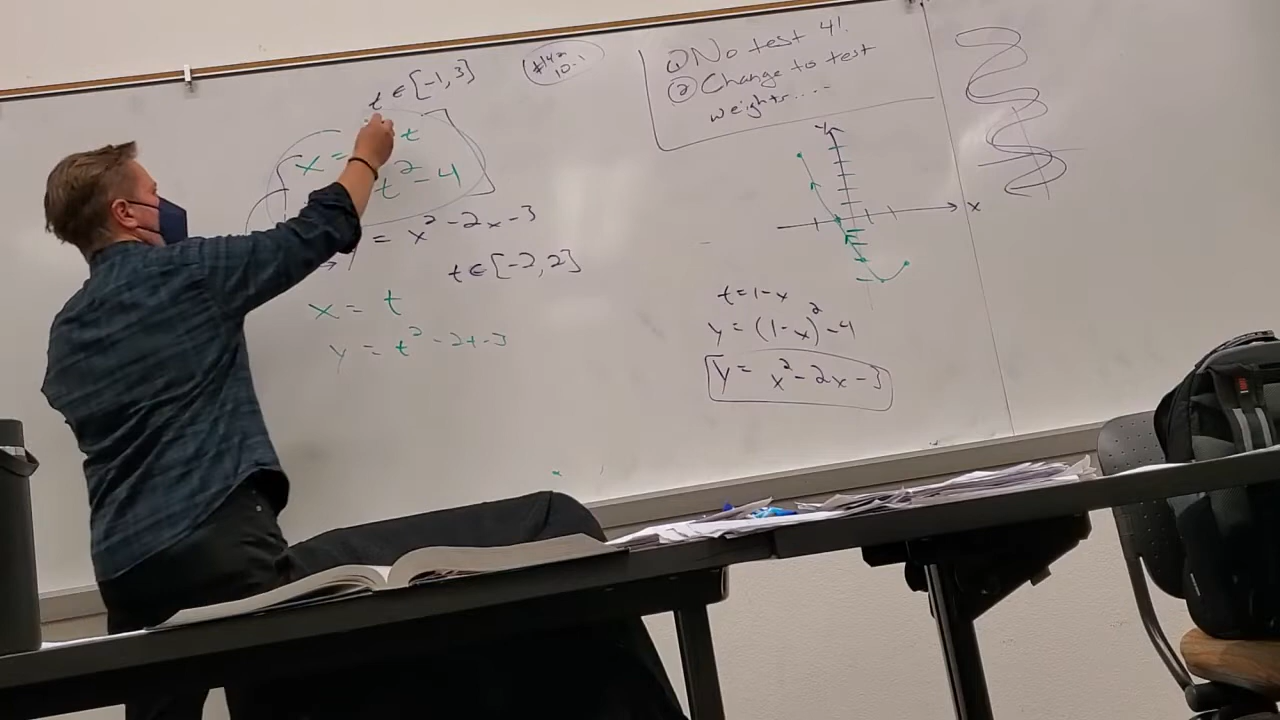 t ∈ [-1, 3]
x = t
t² - 4
y = x² - 2x - 3
t ∈ [-2, 2]
x = t
y = t² - 2t - 3
#142
10.1
① No test 4!
② Change to test
weights....
y
x
t = 1-x
y = (1-x)² - 4
y = x² - 2x - 3